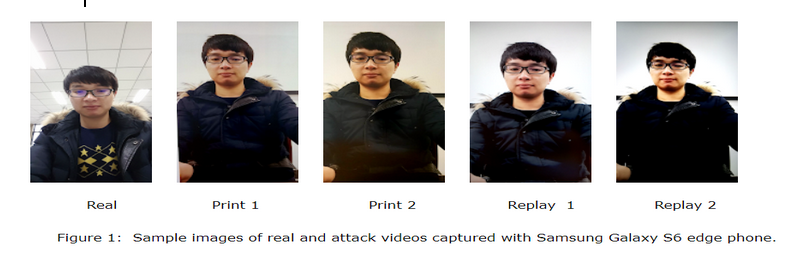 Real Print 1 Print 2 Replay 1 Replay 2
Figure 1: Sample images of real and attack videos captured with Samsung Galaxy S6 edge phone.